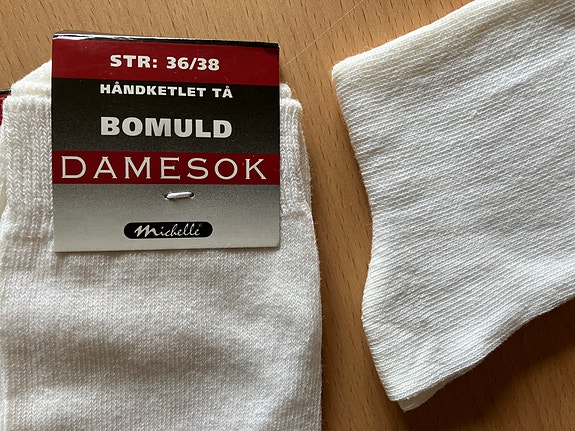 STR: 36/38
HÅNDKETLET TÅ
BOMULD
DAMESOK
Michelle